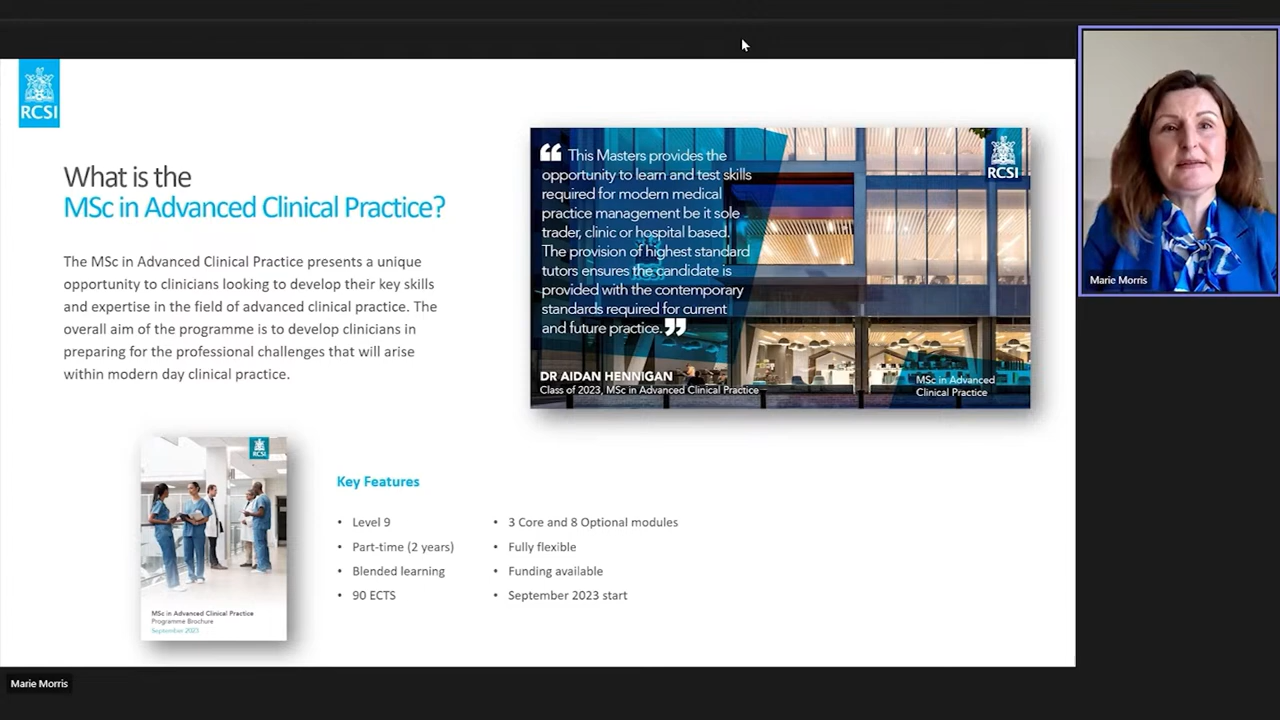 RCSI
What is the
MSc in Advanced Clinical Practice?
The MSc in Advanced Clinical Practice presents a unique
opportunity to clinicians looking to develop their key skills
and expertise in the field of advanced clinical practice. The
overall aim of the programme is to develop clinicians in
preparing for the professional challenges that will arise
within modern day clinical practice.
“ This Masters provides the
opportunity to learn and test skills
required for modern medical
practice management be it sole
trader, clinic or hospital based.
The provision of highest standard
tutors ensures the candidate is
provided with the contemporary
standards required for current
and future practice. ”
DR AIDAN HENNIGAN
Class of 2023, MSc in Advanced Clinical Practice
RCSI
MSc in Advanced
Clinical Practice
Marie Morris
RCSI
MSc in Advanced Clinical Practice
Programme Brochure
September 2023
Key Features
• Level 9
• Part-time (2 years)
• Blended learning
• 90 ECTS
• 3 Core and 8 Optional modules
• Fully flexible
• Funding available
• September 2023 start
Marie Morris